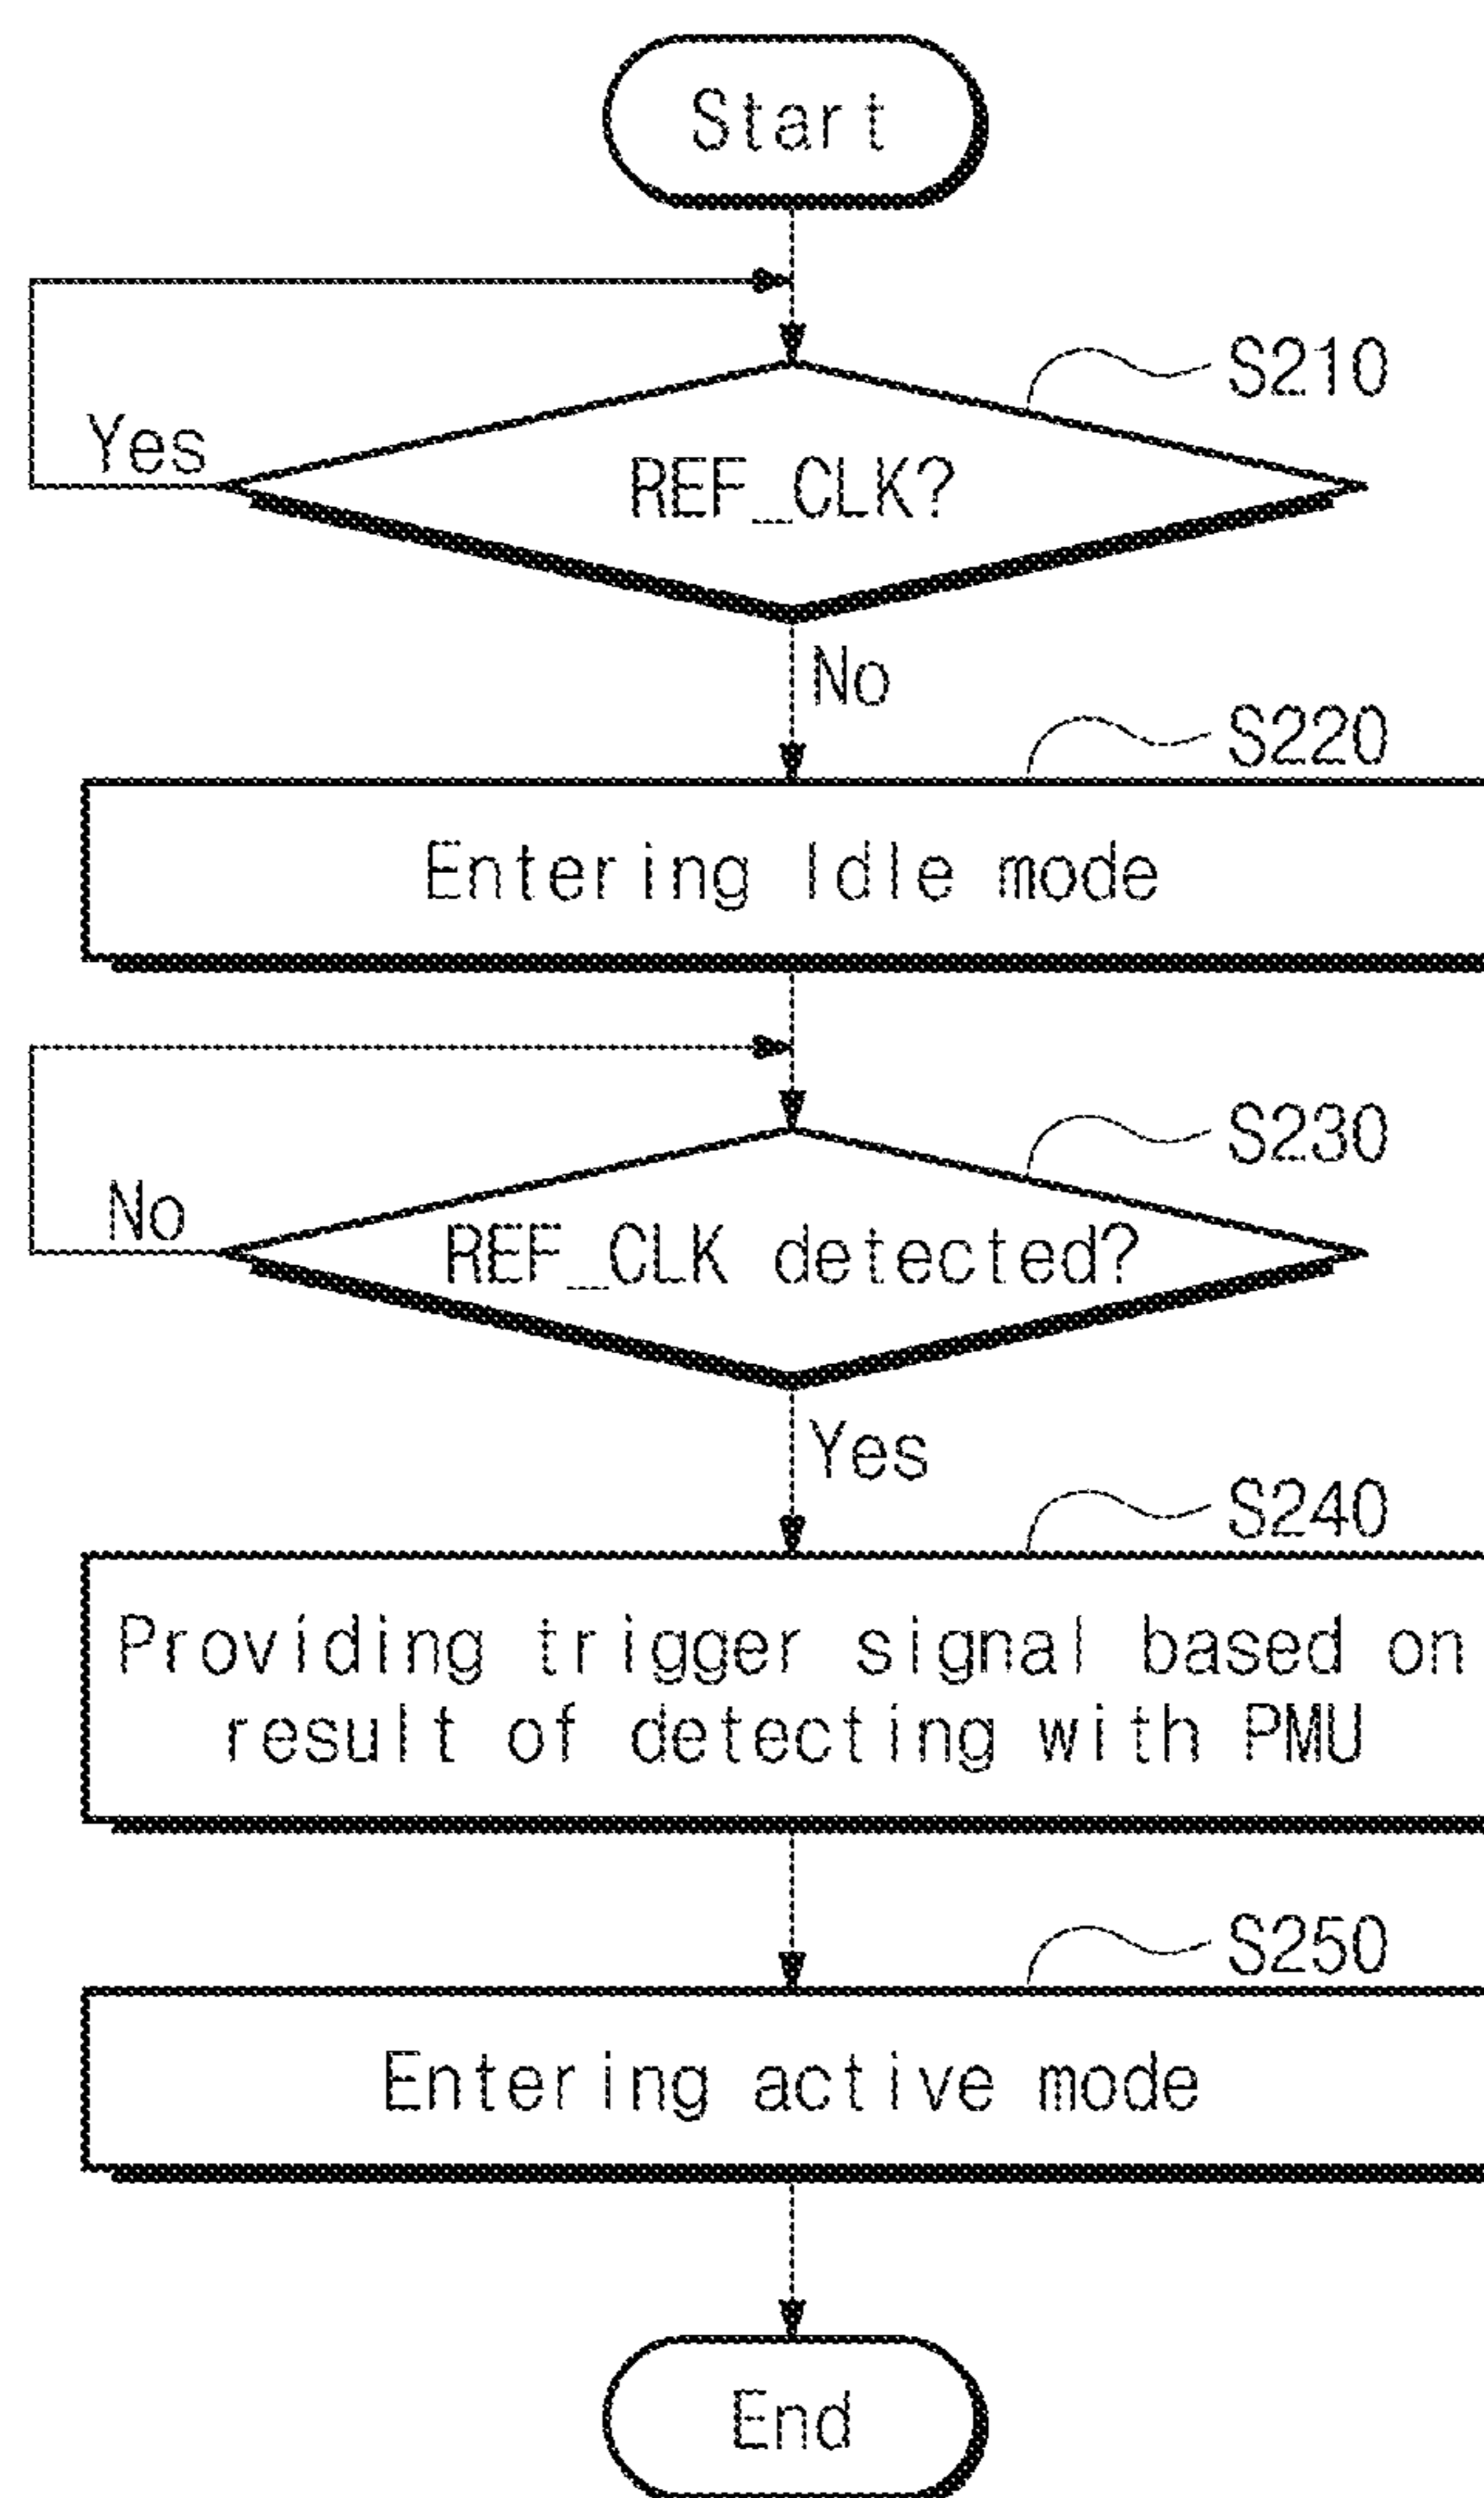 Start
S210
Yes
REF_CLK?
No
S220
Entering Idle mode
S230
No
REF_CLK detected?
Yes
S240
Providing trigger signal based on
result of detecting with PMU
S250
Entering active mode
End